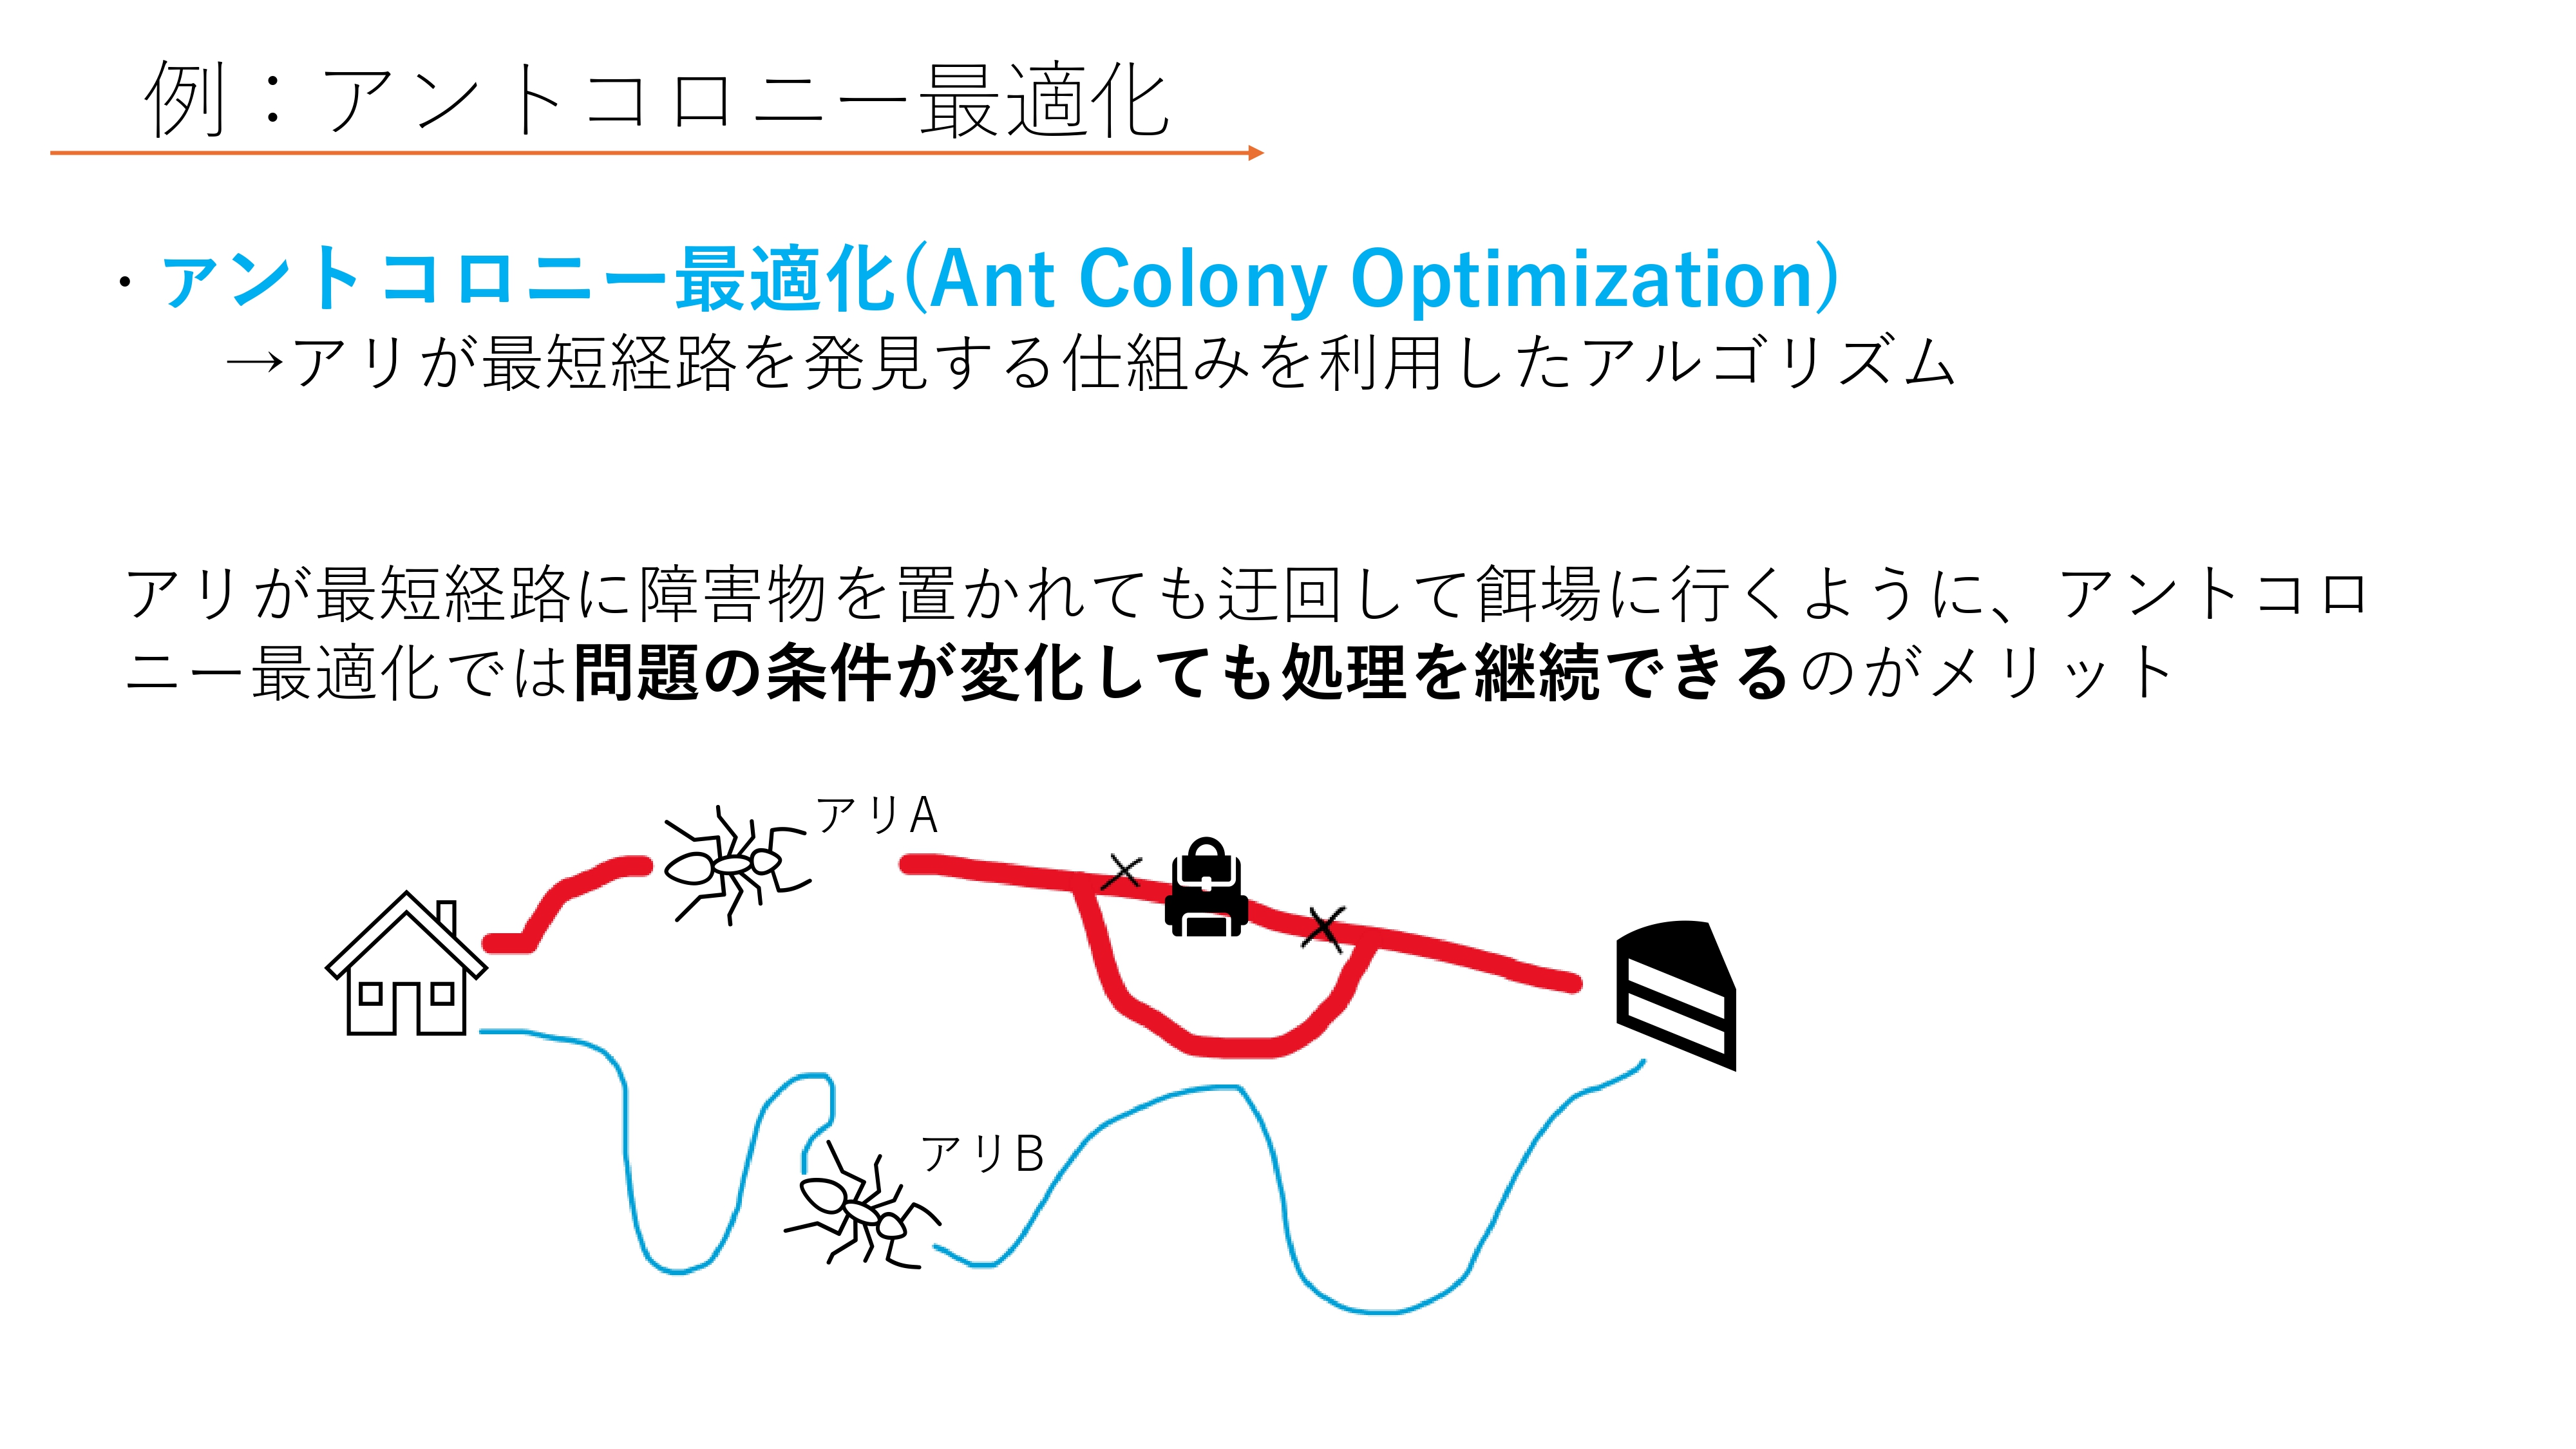 例：アントコロニー最適化
・アントコロニー最適化(Ant Colony Optimization)
→アリが最短経路を発見する仕組みを利用したアルゴリズム
アリが最短経路に障害物を置かれても迂回して餌場に行くように、アントコロ
ニー最適化では問題の条件が変化しても処理を継続できるのがメリット
アリA
アリB